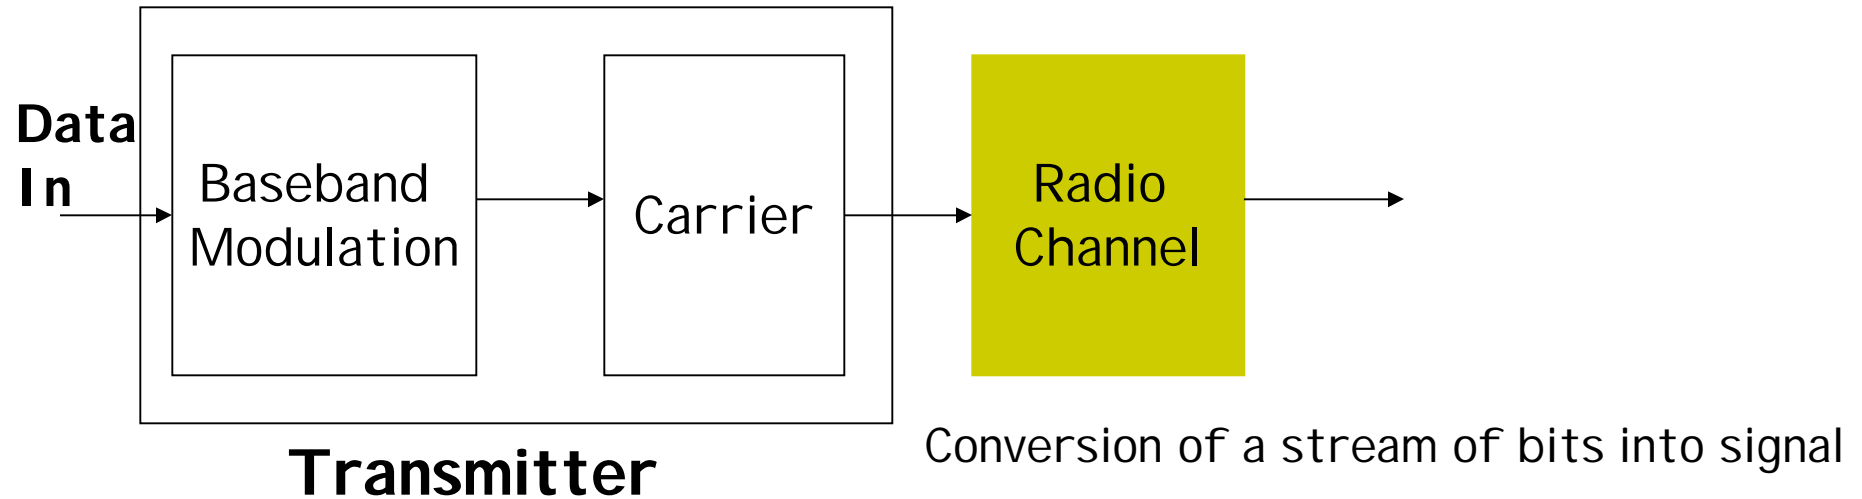 Data
In
Baseband
Modulation
Carrier
Radio
Channel
Transmitter
Conversion of a stream of bits into signal